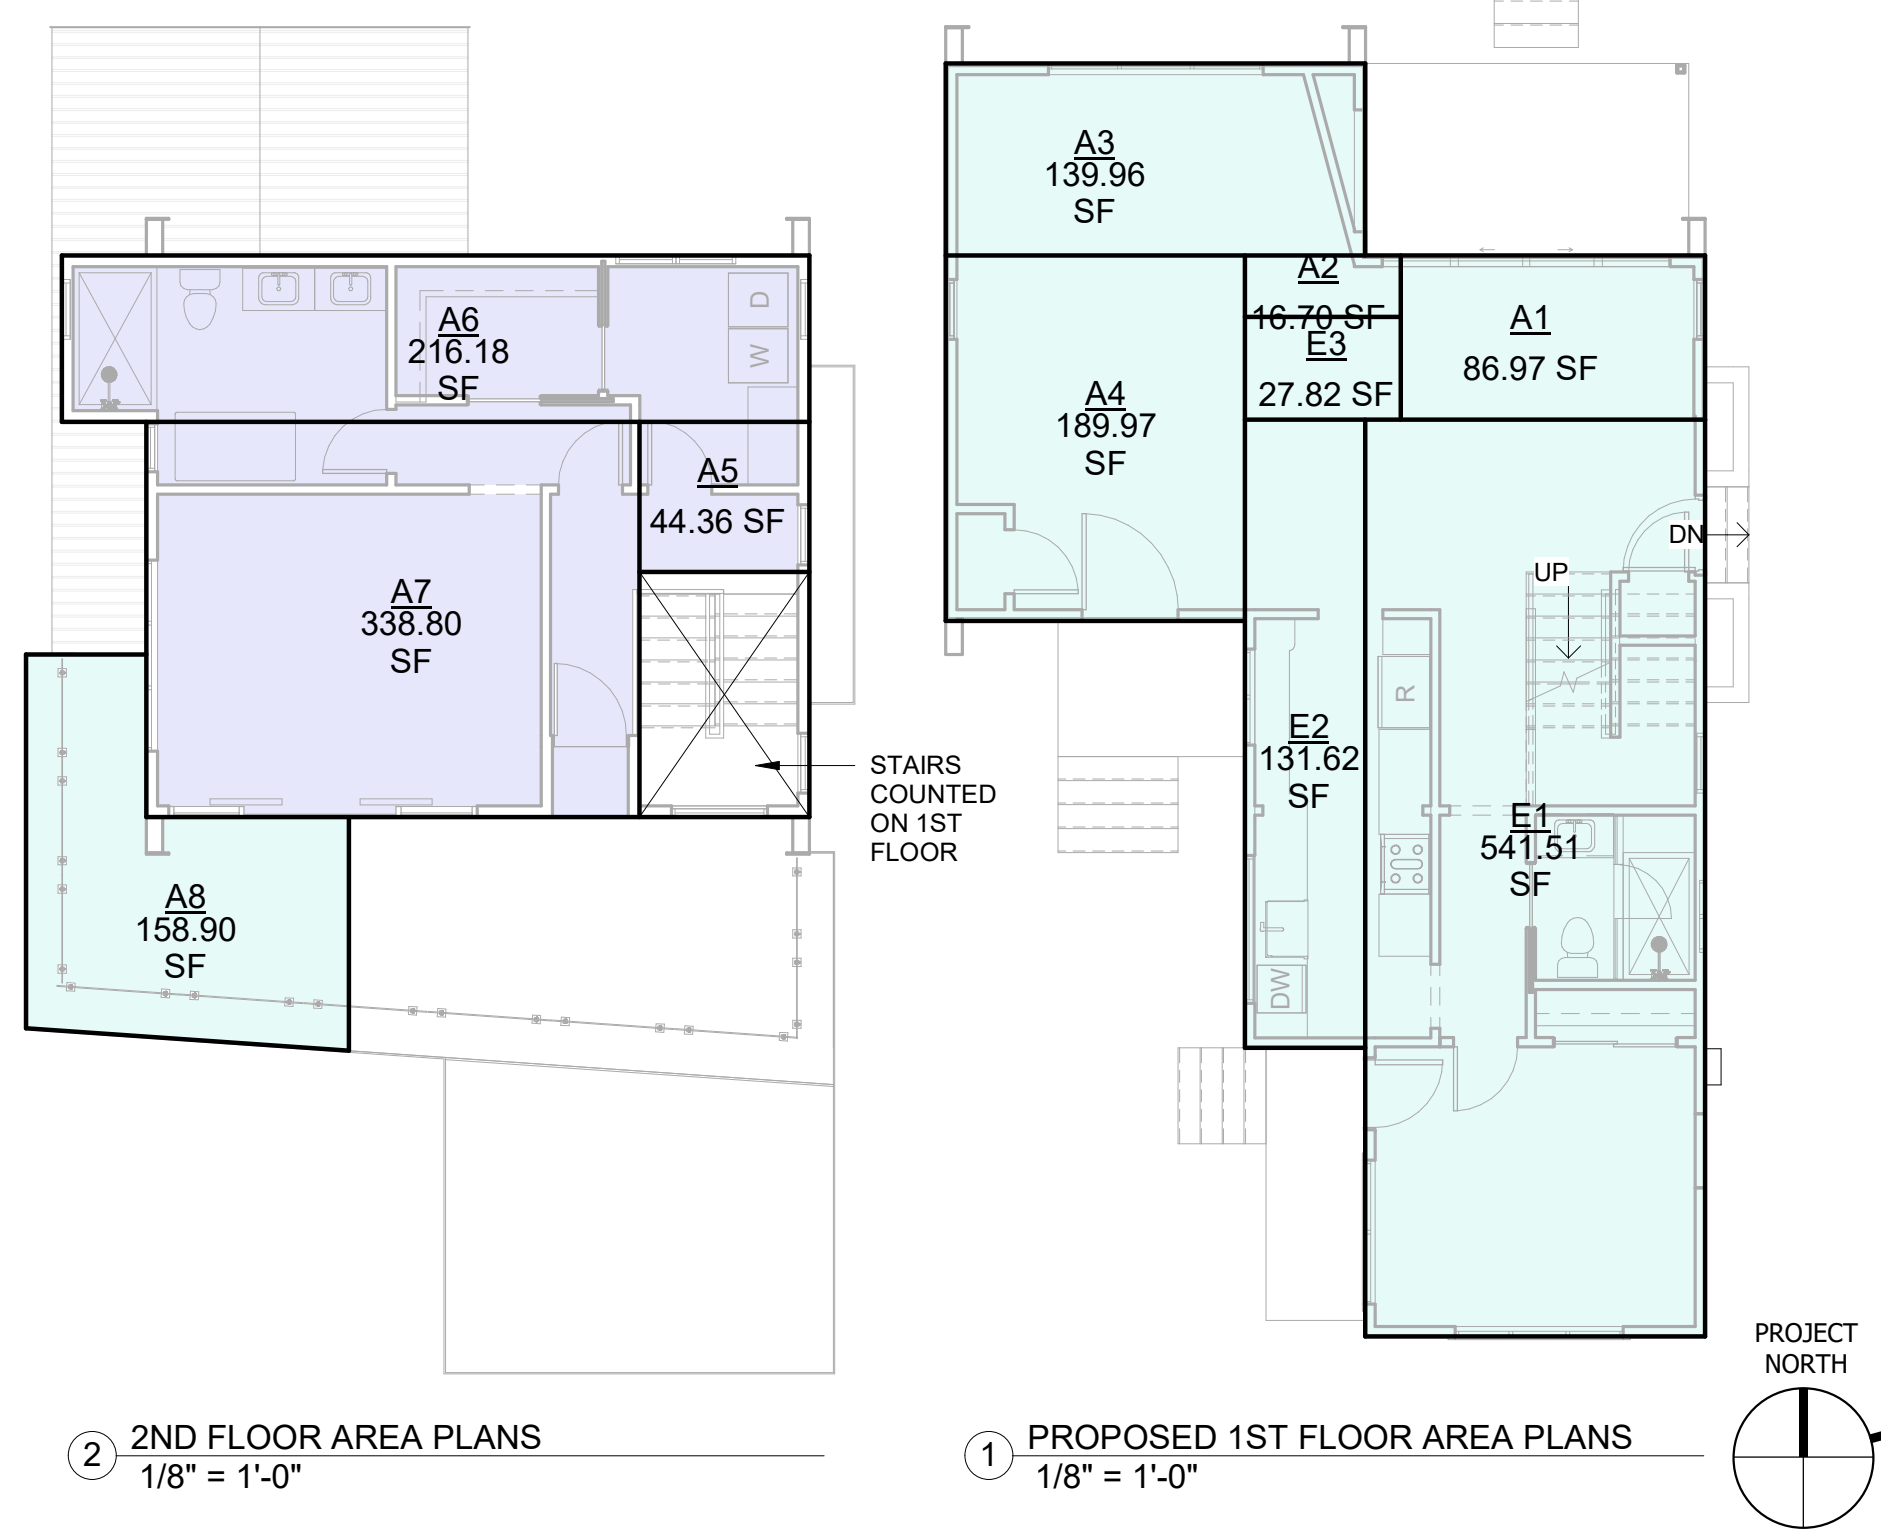 A6
216.18
SF
D
W
A5
44.36 SF
A7
338.80
SF
STAIRS
COUNTED
ON 1ST
FLOOR
A8
158.90
SF
2 2ND FLOOR AREA PLANS
1/8" = 1'-0"
A3
139.96
SF
A2
16.70 SF
E3
27.82 SF
A1
86.97 SF
A4
189.97
SF
DN
UP
R
E2
131.62
SF
E1
541.51
SF
DW
1 PROPOSED 1ST FLOOR AREA PLANS
1/8" = 1'-0"
PROJECT
NORTH